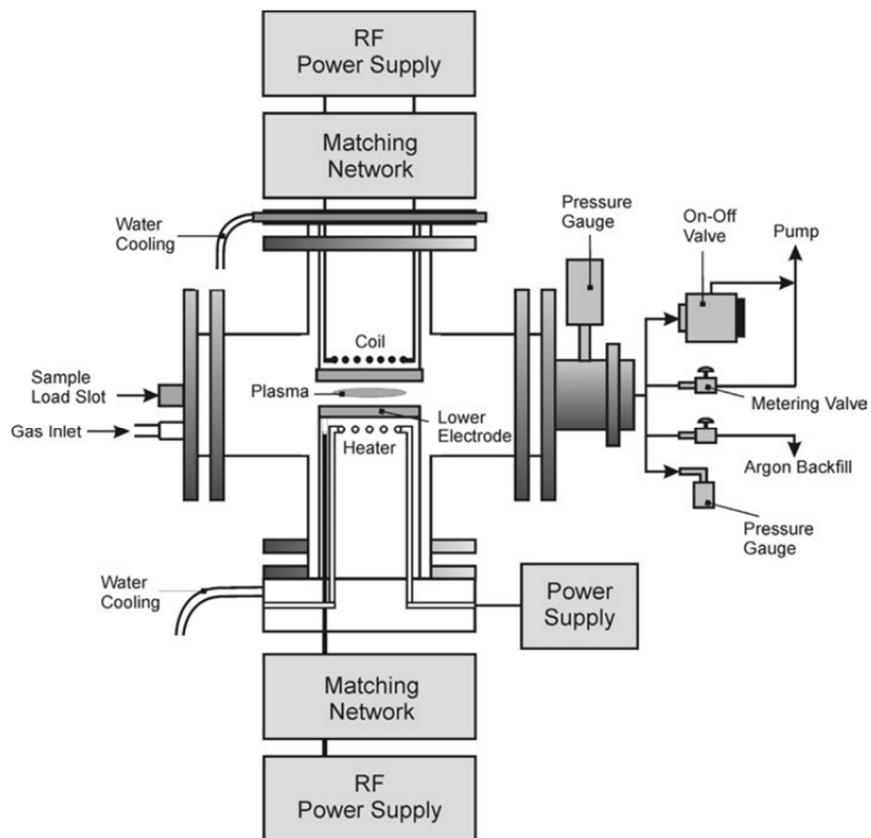 RF
Power Supply
Matching
Network
Water
Cooling
Pressure
Gauge
On-Off
Valve
Pump
Coil
Sample
Load Slot
Plasma
Metering Valve
Gas Inlet
Lower
Electrode
Heater
Argon Backfill
Pressure
Gauge
Water
Cooling
Power
Supply
Matching
Network
RF
Power Supply